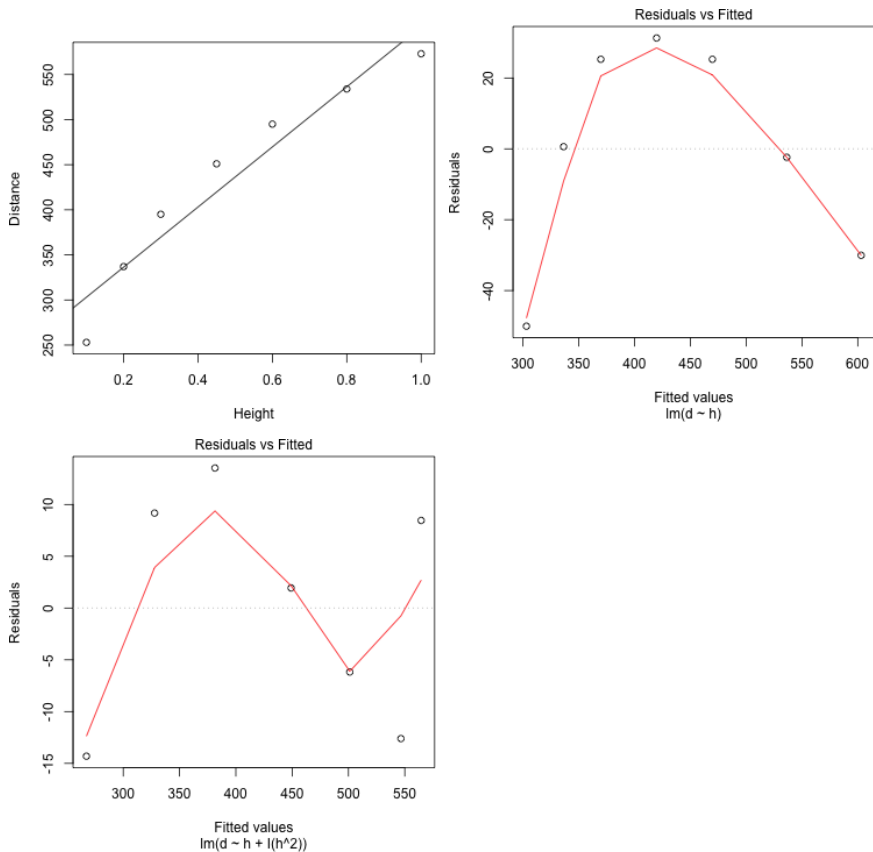 Distance
550
500
450
400
350
300
250
0.2 0.4 0.6 0.8 1.0
Height
Residuals vs Fitted
Residuals
20
0
-20
-40
300 350 400 450 500 550 600
Fitted values
lm(d ~ h)
Residuals vs Fitted
Residuals
10
5
0
-5
-10
-15
300 350 400 450 500 550
Fitted values
lm(d ~ h + I(h^2))